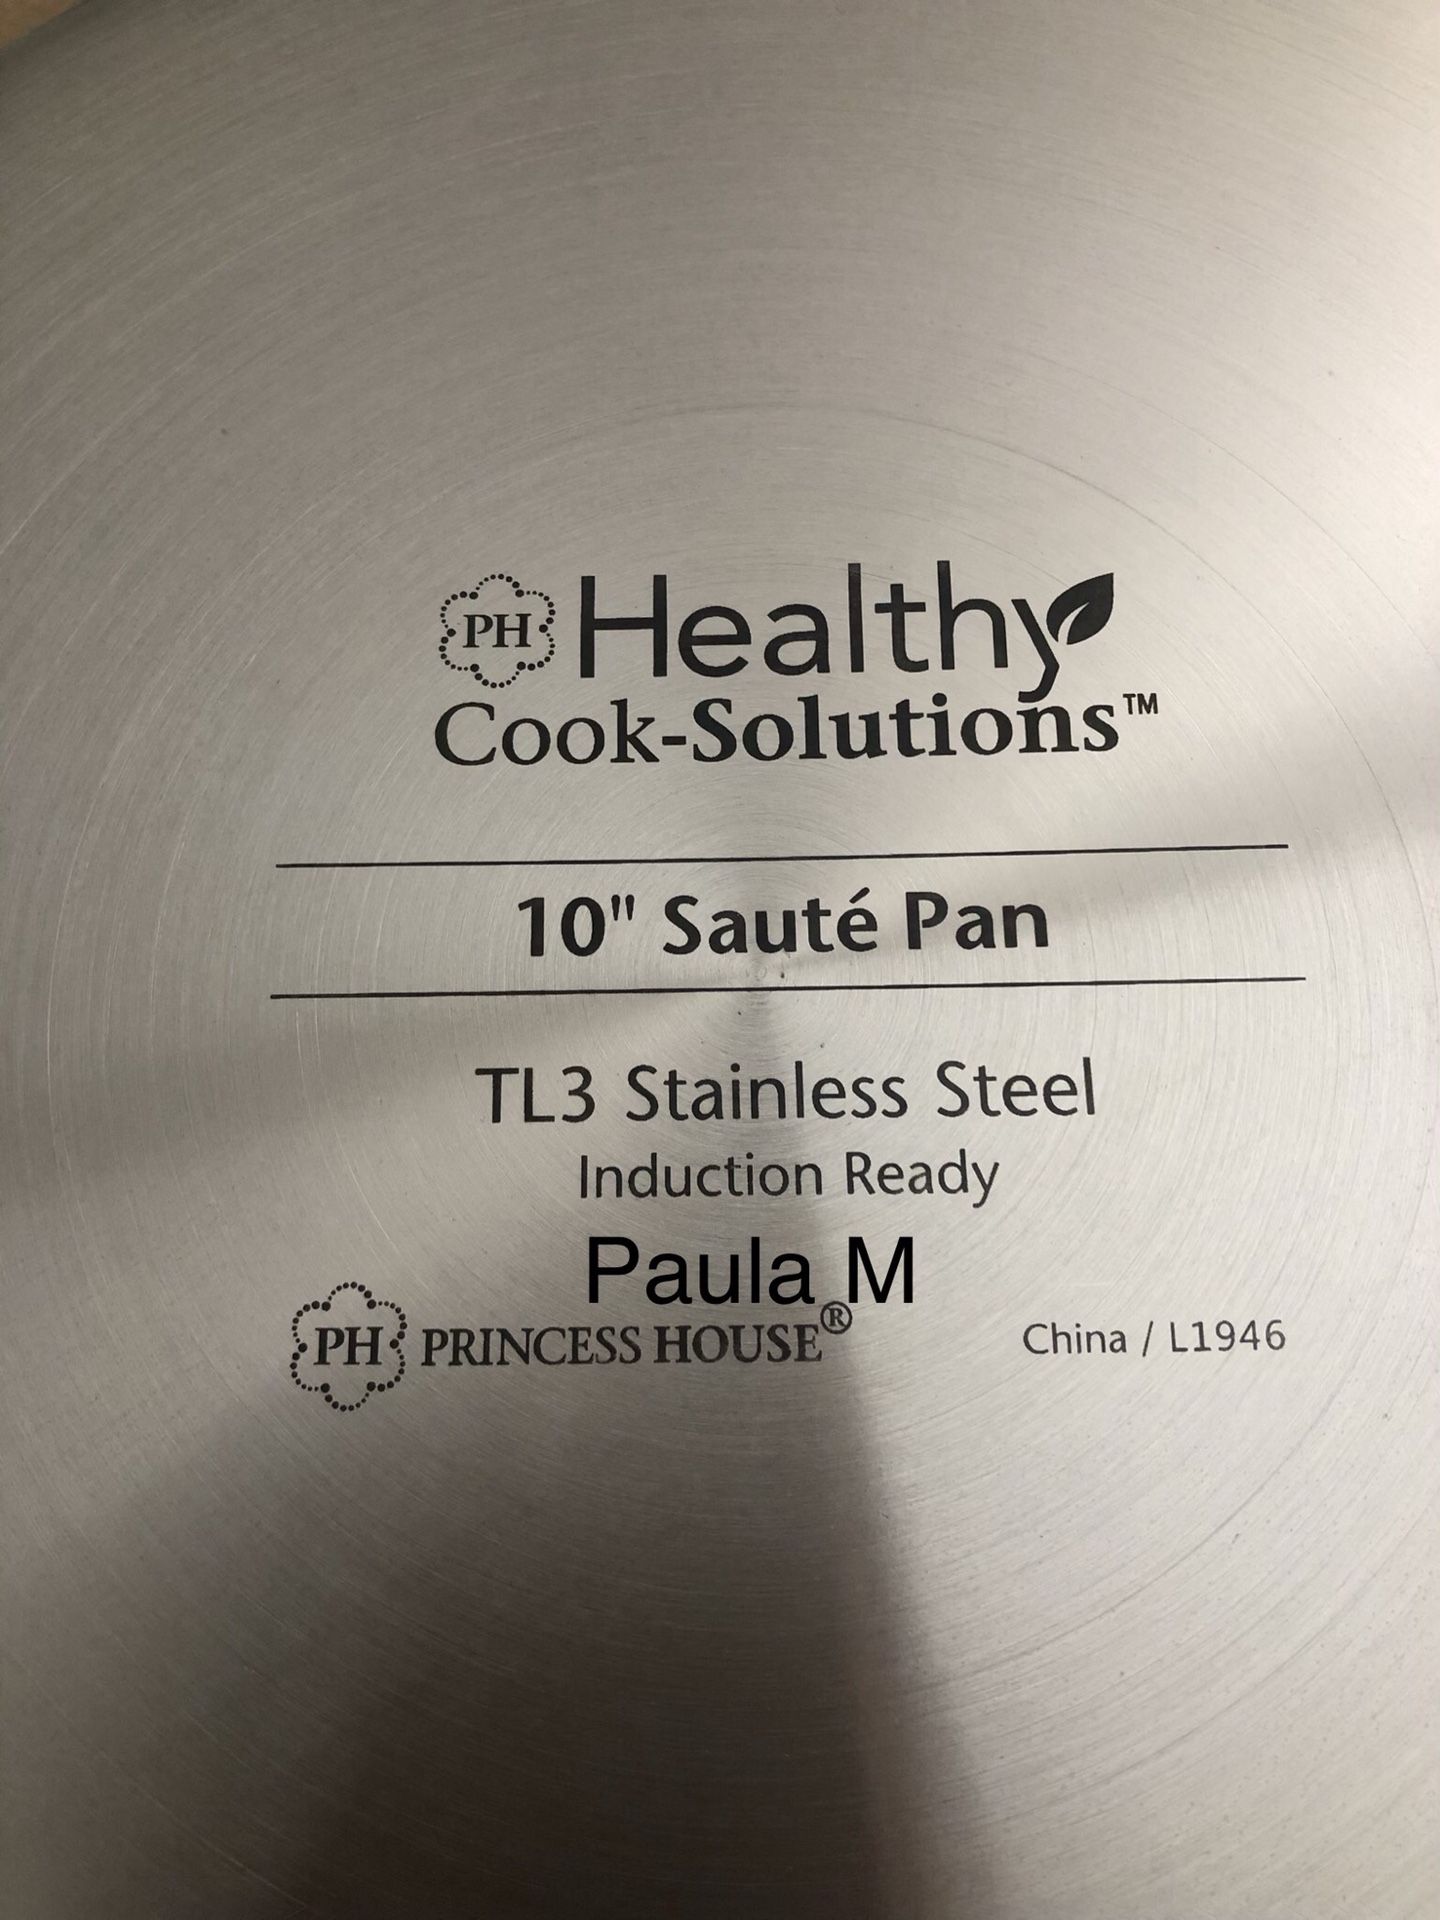 PH Healthy
Cook-Solutions™
10" Sauté Pan
TL3 Stainless Steel
Induction Ready
Paula M
PH PRINCESS HOUSE® China / L1946